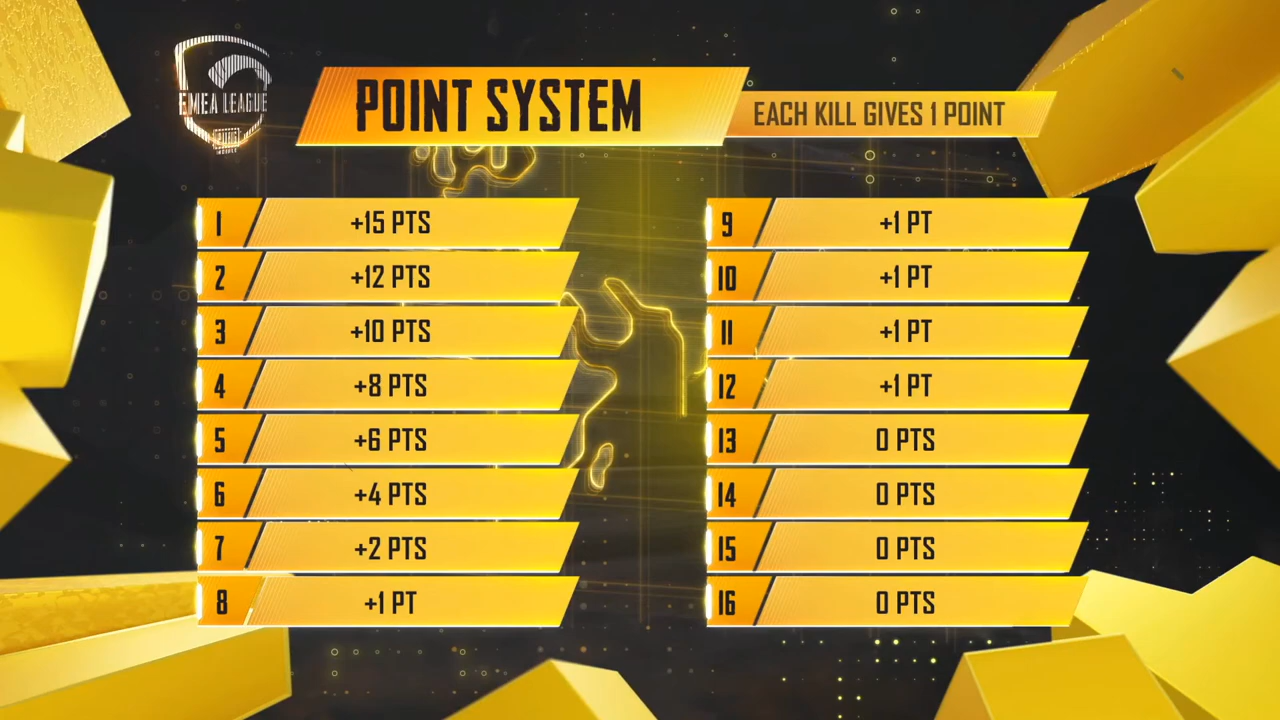 EMEA LEAGUE
PUBG
MOBILE
POINT SYSTEM
EACH KILL GIVES 1 POINT
1 +15 PTS
2 +12 PTS
3 +10 PTS
4 +8 PTS
5 +6 PTS
6 +4 PTS
7 +2 PTS
8 +1 PT
9 +1 PT
10 +1 PT
11 +1 PT
12 +1 PT
13 0 PTS
14 0 PTS
15 0 PTS
16 0 PTS